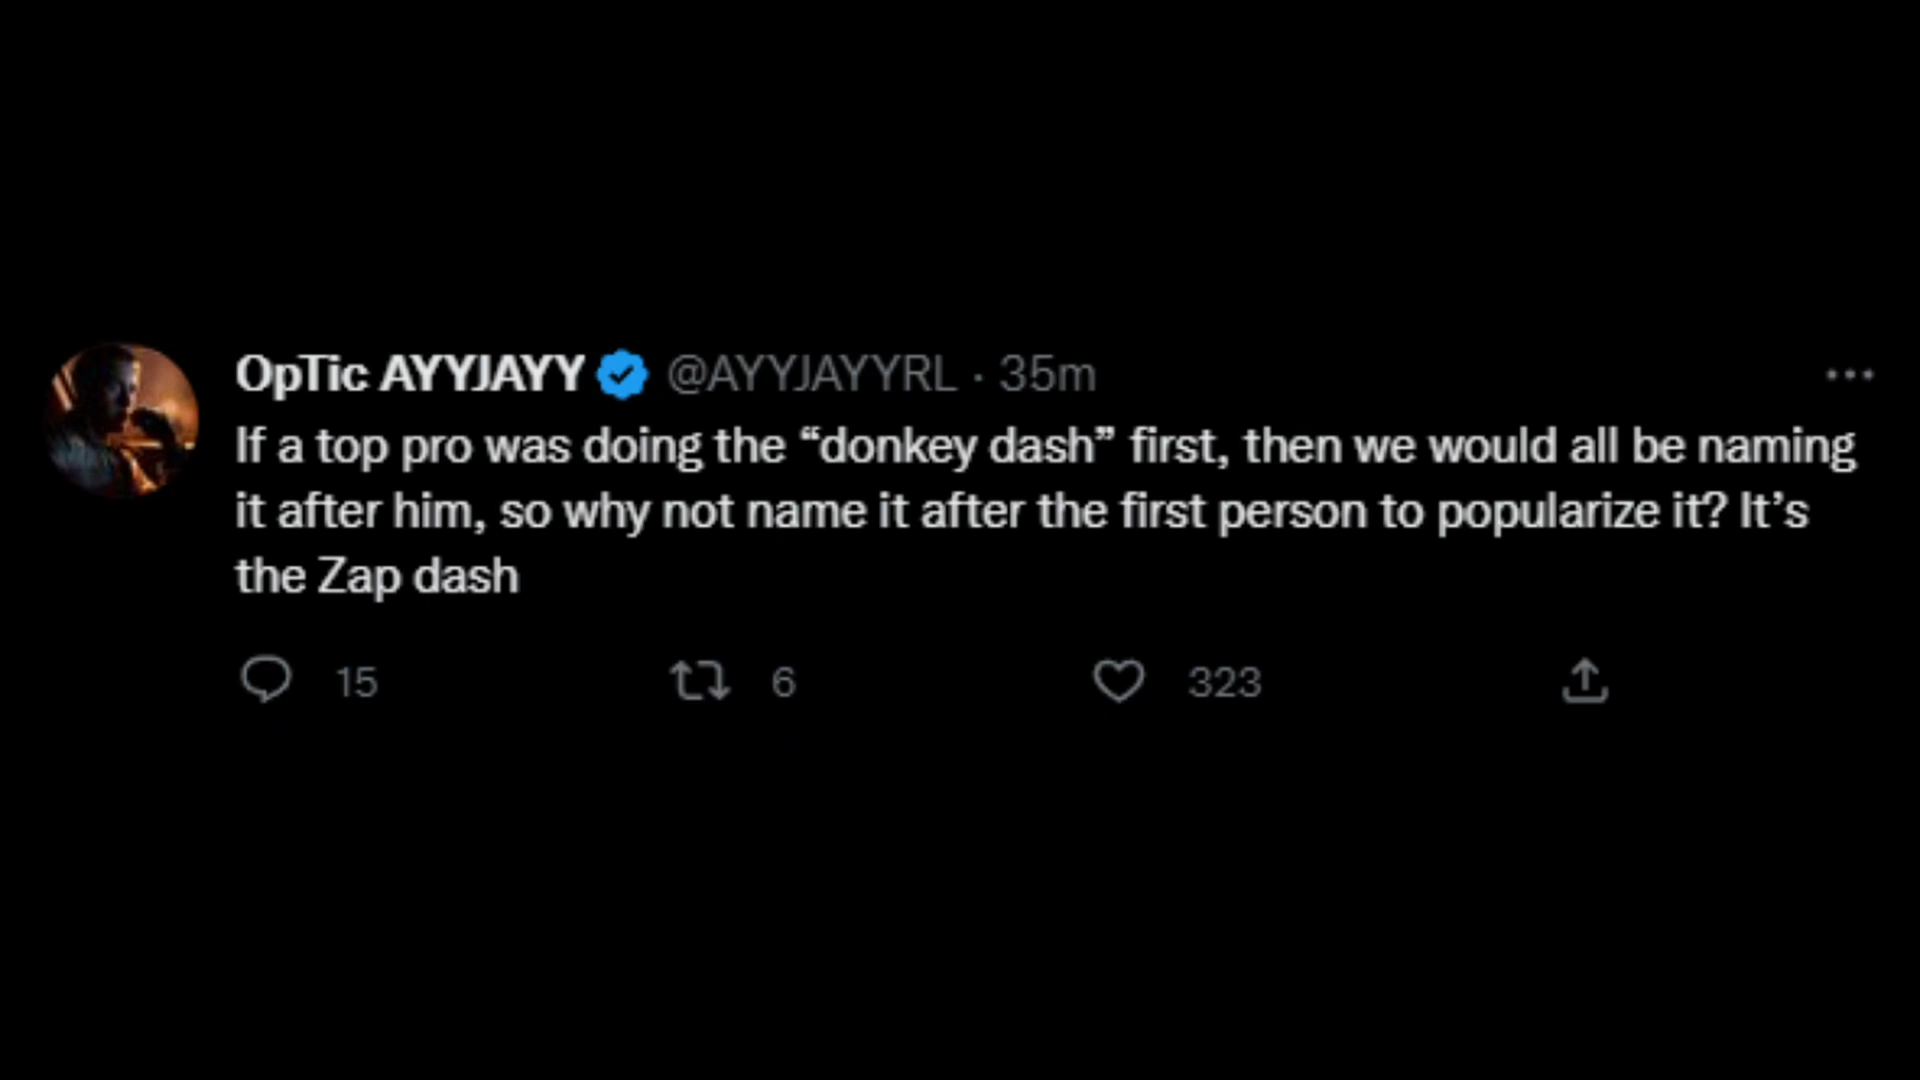 OpTic AYYJAYY @AYYJAYYRL · 35m
If a top pro was doing the “donkey dash” first, then we would all be naming
it after him, so why not name it after the first person to popularize it? It’s
the Zap dash
15 6 323